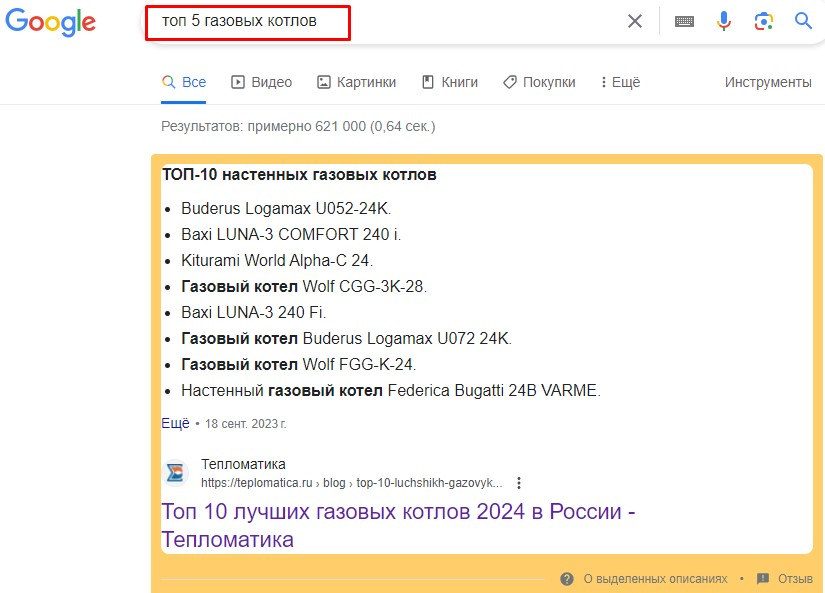 Google
топ 5 газовых котлов
Все Видео Картинки Книги Покупки Ещё Инструменты
Результатов: примерно 621 000 (0,64 сек.)
ТОП-10 настенных газовых котлов
Buderus Logamax U052-24K.
Baxi LUNA-3 COMFORT 240 i.
Kiturami World Alpha-C 24.
Газовый котел Wolf CGG-3K-28.
Baxi LUNA-3 240 Fi.
Газовый котел Buderus Logamax U072 24K.
Газовый котел Wolf FGG-K-24.
Настенный газовый котел Federica Bugatti 24B VARME.
Ещё • 18 сент. 2023 г.
Тепломатика
https://teplomatica.ru › blog › top-10-luchshikh-gazovyk...
Топ 10 лучших газовых котлов 2024 в России -
Тепломатика
О выделенных описаниях • Отзыв